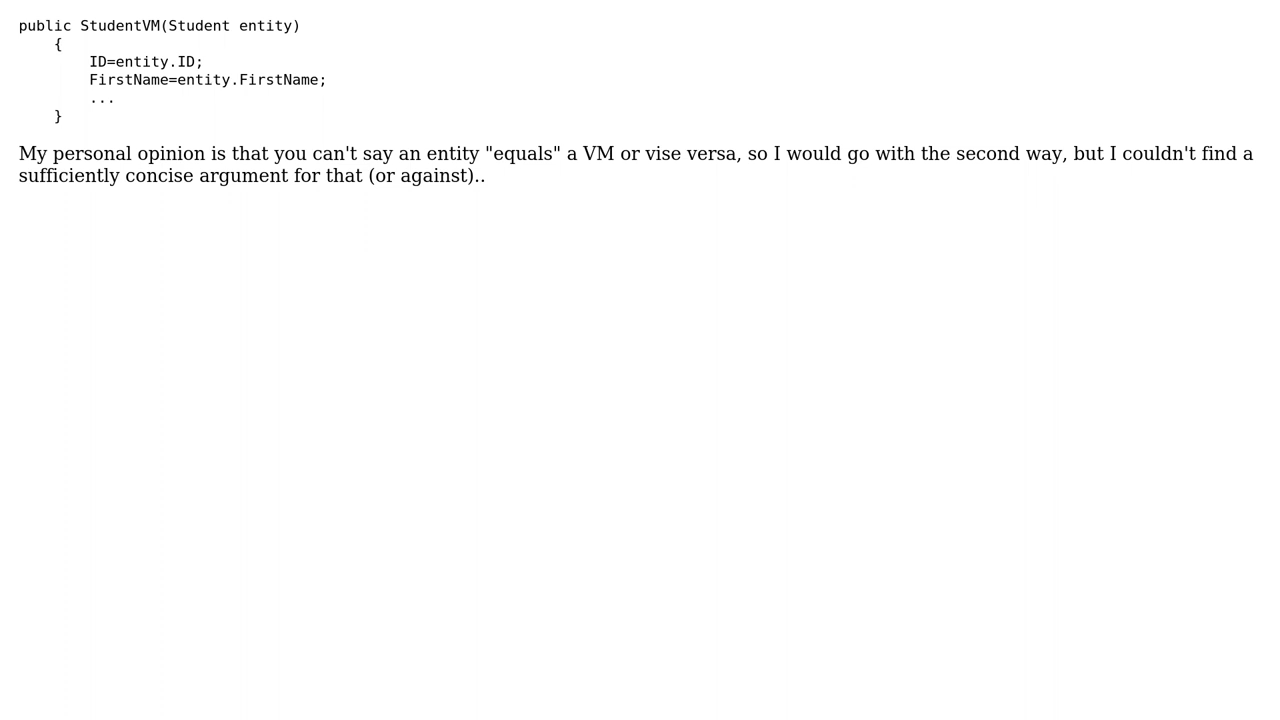 public StudentVM(Student entity)
    {
        ID=entity.ID;
        FirstName=entity.FirstName;
        ...
    }
My personal opinion is that you can't say an entity "equals" a VM or vise versa, so I would go with the second way, but I couldn't find a
sufficiently concise argument for that (or against)..